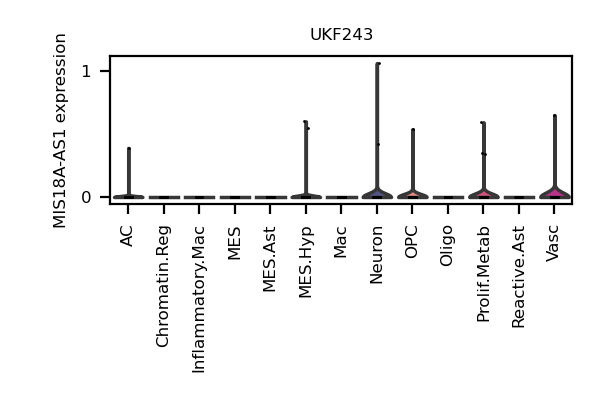 UKF243
MIS18A-AS1 expression
1
0
AC
Chromatin.Reg
Inflammatory.Mac
MES
MES.Ast
MES.Hyp
Mac
Neuron
OPC
Oligo
Prolif.Metab
Reactive.Ast
Vasc